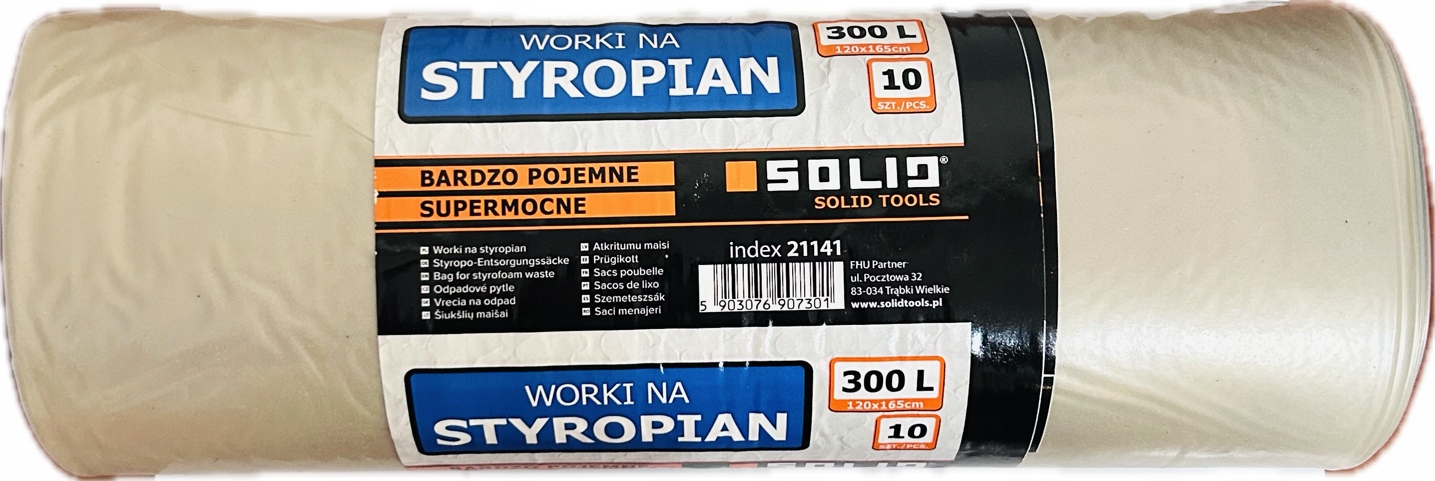 WORKI NA
STYROPIAN
300 L
120x165cm
10
SZT./PCS.
BARDZO POJEMNE
SUPERMOCNE
SOLID®
SOLID TOOLS
Worki na styropian
Styropo-Entsorgungssäcke
Bag for styrofoam waste
Odpadové pytle
Vrecia na odpad
Šiukšlių maišai
Atkritumu maisi
Prügikott
Sacs poubelle
Sacos de lixo
Szemeteszsák
Saci menajeri
index 21141
5 903076 907301
FHU Partner
ul. Pocztowa 32
83-034 Trąbki Wielkie
www.solidtools.pl
WORKI NA
STYROPIAN
300 L
120x165cm
10
SZT./PCS.
BARDZO POJEMNE
SOLID